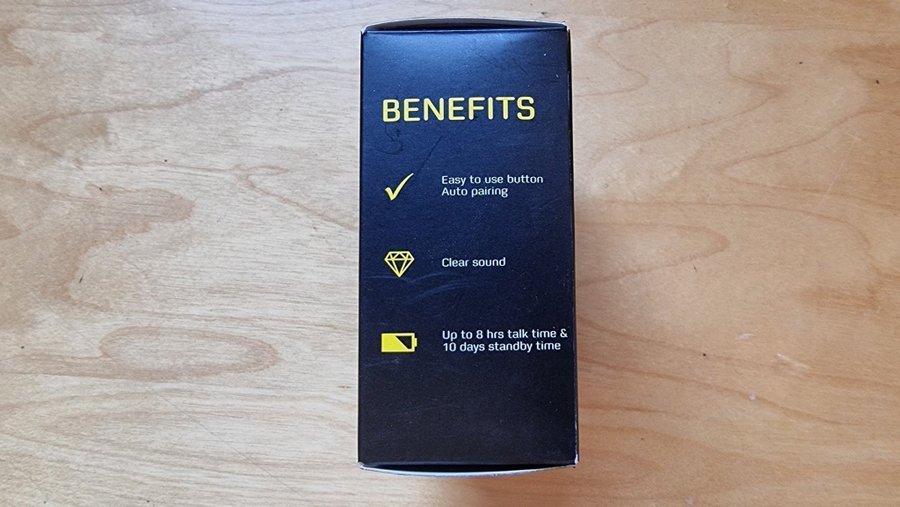 BENEFITS
Easy to use button
Auto pairing
Clear sound
Up to 8 hrs talk time &
10 days standby time